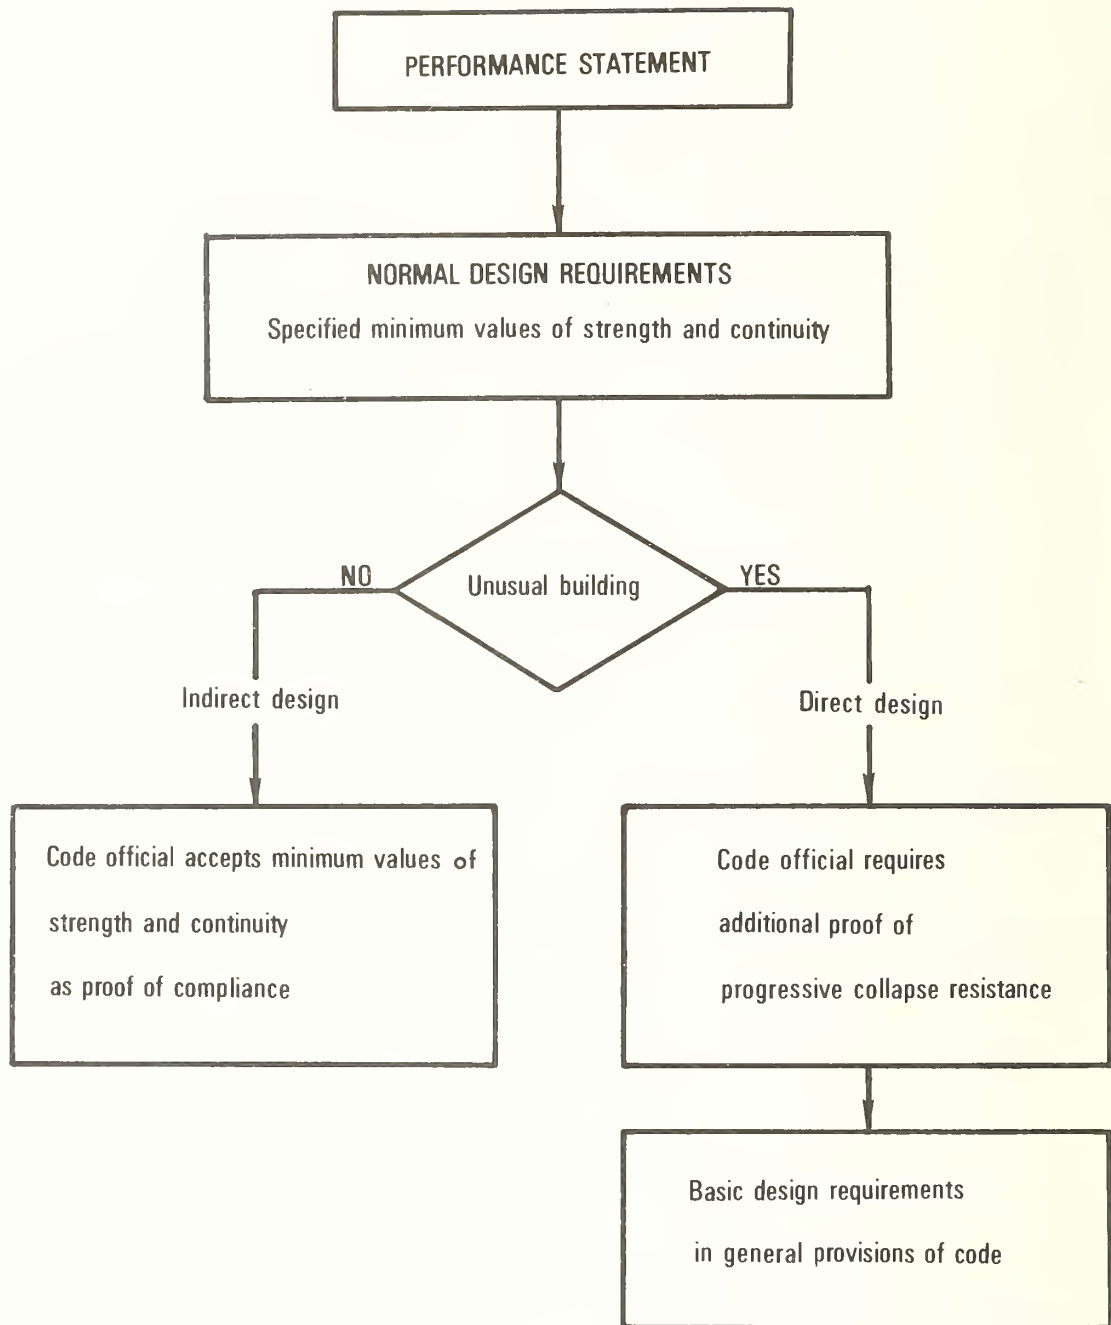 PERFORMANCE STATEMENT
NORMAL DESIGN REQUIREMENTS
Specified minimum values of strength and continuity
Unusual building
NO
YES
Indirect design
Direct design
Code official accepts minimum values of
strength and continuity
as proof of compliance
Code official requires
additional proof of
progressive collapse resistance
Basic design requirements
in general provisions of code